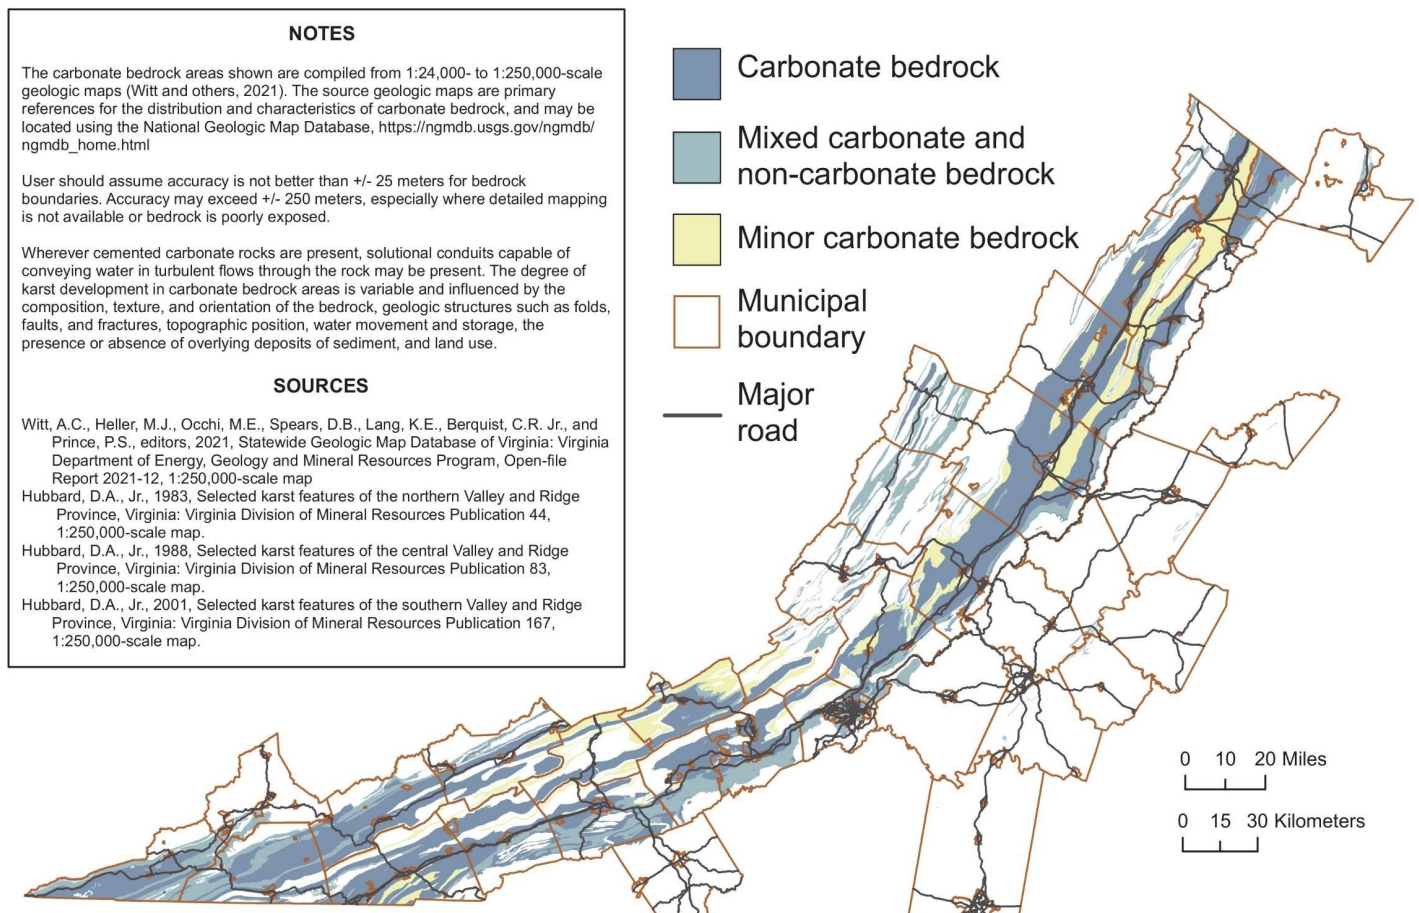 NOTES
The carbonate bedrock areas shown are compiled from 1:24,000- to 1:250,000-scale
geologic maps (Witt and others, 2021). The source geologic maps are primary
references for the distribution and characteristics of carbonate bedrock, and may be
located using the National Geologic Map Database, https://ngmdb.usgs.gov/ngmdb/
ngmdb_home.html
User should assume accuracy is not better than +/- 25 meters for bedrock
boundaries. Accuracy may exceed +/- 250 meters, especially where detailed mapping
is not available or bedrock is poorly exposed.
Wherever cemented carbonate rocks are present, solutional conduits capable of
conveying water in turbulent flows through the rock may be present. The degree of
karst development in carbonate bedrock areas is variable and influenced by the
composition, texture, and orientation of the bedrock, geologic structures such as folds,
faults, and fractures, topographic position, water movement and storage, the
presence or absence of overlying deposits of sediment, and land use.
SOURCES
Witt, A.C., Heller, M.J., Occhi, M.E., Spears, D.B., Lang, K.E., Berquist, C.R. Jr., and
Prince, P.S., editors, 2021, Statewide Geologic Map Database of Virginia: Virginia
Department of Energy, Geology and Mineral Resources Program, Open-file
Report 2021-12, 1:250,000-scale map
Hubbard, D.A., Jr., 1983, Selected karst features of the northern Valley and Ridge
Province, Virginia: Virginia Division of Mineral Resources Publication 44,
1:250,000-scale map.
Hubbard, D.A., Jr., 1988, Selected karst features of the central Valley and Ridge
Province, Virginia: Virginia Division of Mineral Resources Publication 83,
1:250,000-scale map.
Hubbard, D.A., Jr., 2001, Selected karst features of the southern Valley and Ridge
Province, Virginia: Virginia Division of Mineral Resources Publication 167,
1:250,000-scale map.
Carbonate bedrock
Mixed carbonate and
non-carbonate bedrock
Minor carbonate bedrock
Municipal
boundary
Major
road
0 10 20 Miles
0 15 30 Kilometers